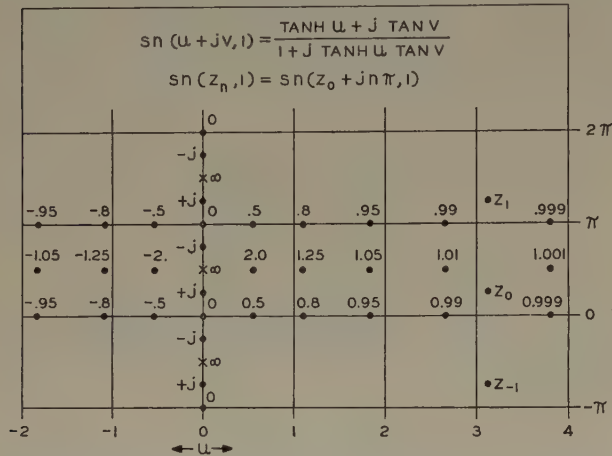 sn (u + jv, 1) = TANH u + j TAN V / 1 + j TANH u TAN V
sn (Z_n, 1) = sn (Z_0 + jnπ, 1)
0 2π
-j
∞
+j Z_1
-.95 -.8 -.5 0 .5 .8 .95 .99 .999 π
-j
-1.05 -1.25 -2. ∞ 2.0 1.25 1.05 1.01 1.001
+j Z_0
-.95 -.8 -.5 0 0.5 0.8 0.95 0.99 0.999 0
-j
∞
+j Z_-1
0 -π
-2 -1 0 1 2 3 4
←u→